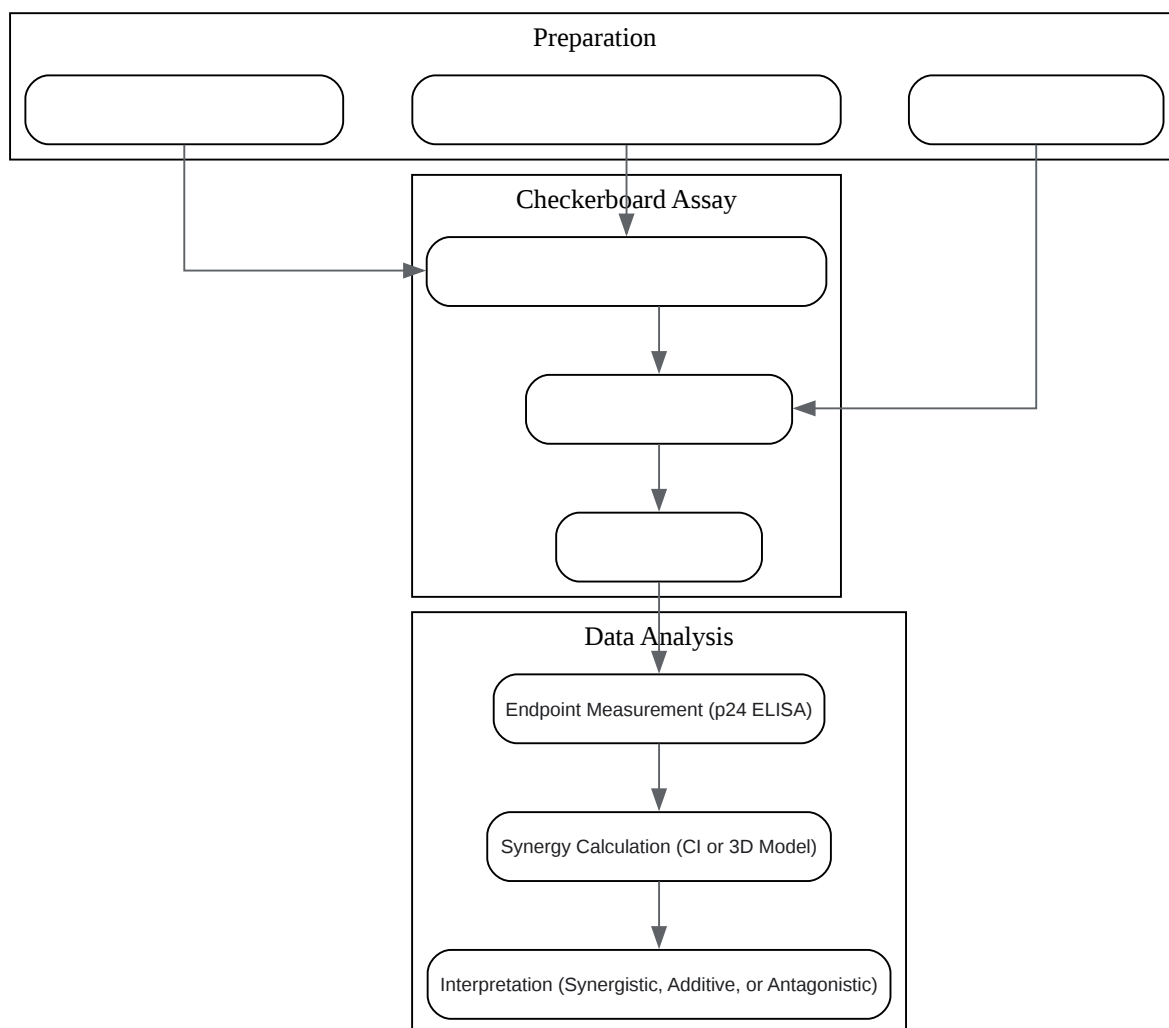 Preparation
Checkerboard Assay
Data Analysis
Endpoint Measurement (p24 ELISA)
Synergy Calculation (CI or 3D Model)
Interpretation (Synergistic, Additive, or Antagonistic)